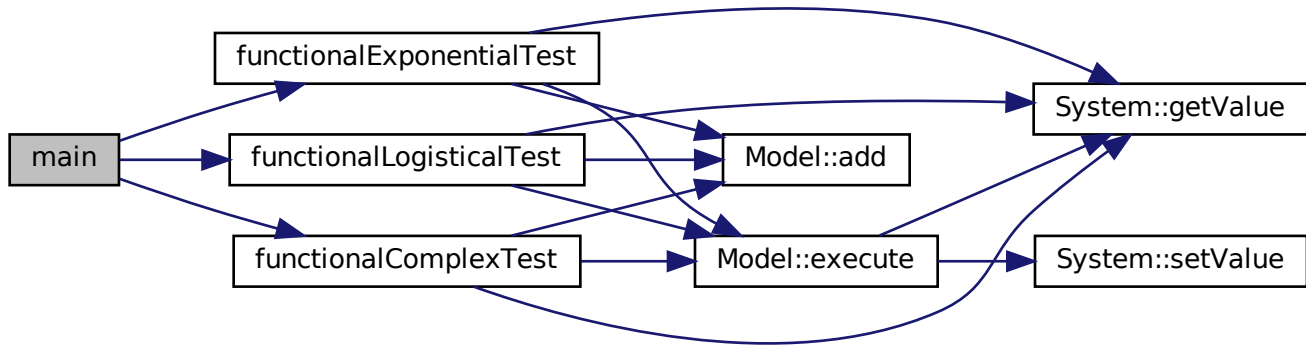 main
functionalExponentialTest
functionalLogisticalTest
functionalComplexTest
Model::add
Model::execute
System::getValue
System::setValue